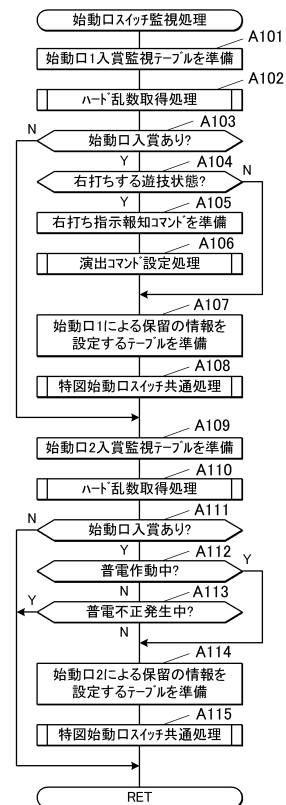 始動口スイッチ監視処理
A101
始動口1入賞監視テーブルを準備
A102
ハード乱数取得処理
A103
N
始動口入賞あり?
Y
A104
N
右打ちする遊技状態?
Y
A105
右打ち指示報知コマンドを準備
A106
演出コマンド設定処理
A107
始動口1による保留の情報を
設定するテーブルを準備
A108
特図始動口スイッチ共通処理
A109
始動口2入賞監視テーブルを準備
A110
ハード乱数取得処理
A111
N
始動口入賞あり?
Y
A112
Y
普電作動中?
N
A113
Y
普電不正発生中?
N
A114
始動口2による保留の情報を
設定するテーブルを準備
A115
特図始動口スイッチ共通処理
RET